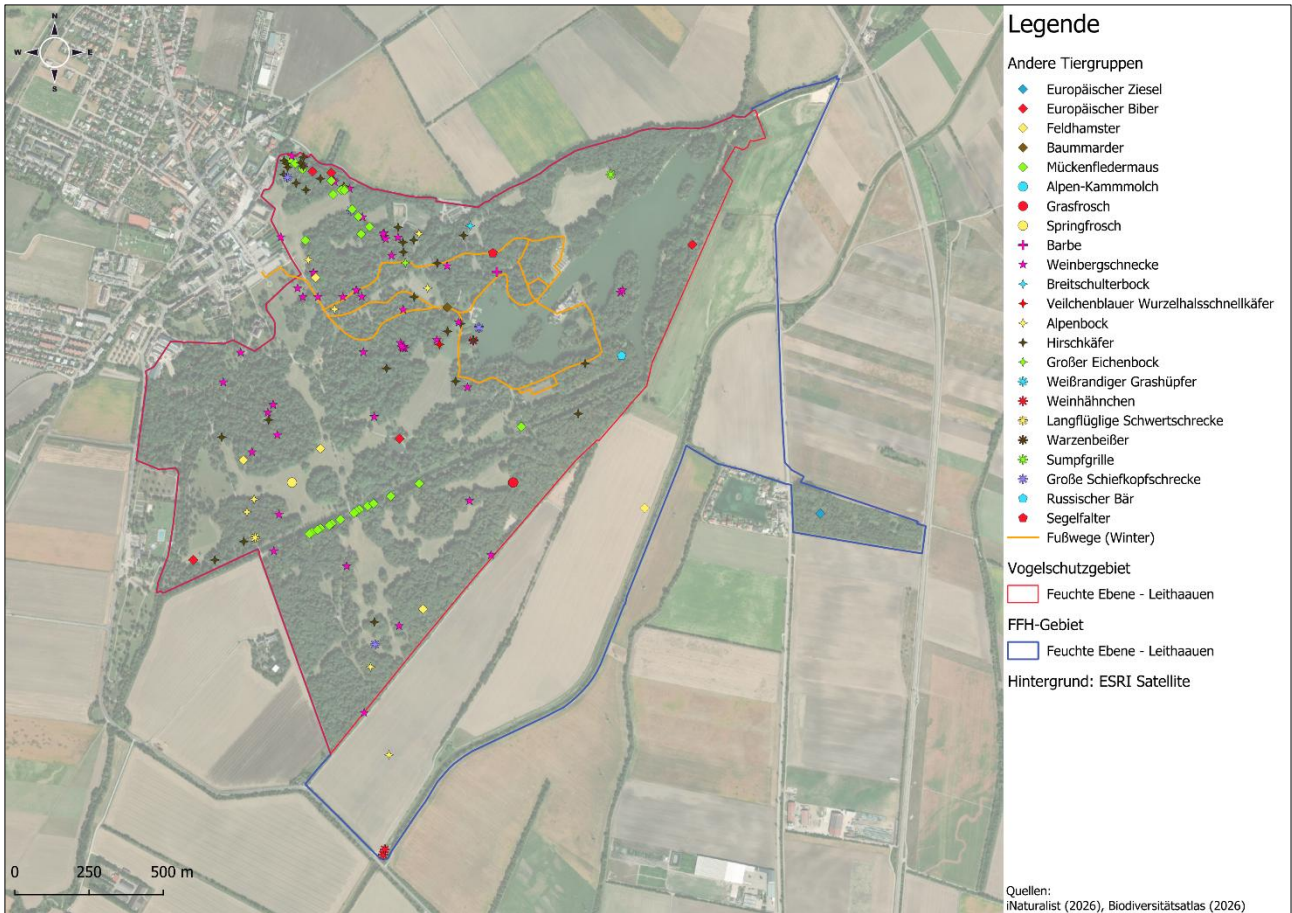 N
W E
S
0 250 500 m
Legende
Andere Tiergruppen
Europäischer Ziesel
Europäischer Biber
Feldhamster
Baummarder
Mückenfledermaus
Alpen-Kammmolch
Grasfrosch
Springfrosch
Barbe
Weinbergschnecke
Breitschulterbock
Veilchenblauer Wurzelhalsschnellkäfer
Alpenbock
Hirschkäfer
Großer Eichenbock
Weißrandiger Grashüpfer
Weinhähnchen
Langflüglige Schwertschrecke
Warzenbeißer
Sumpfgrille
Große Schiefkopfschrecke
Russischer Bär
Segelfalter
Fußwege (Winter)
Vogelschutzgebiet
Feuchte Ebene - Leithaauen
FFH-Gebiet
Feuchte Ebene - Leithaauen
Hintergrund: ESRI Satellite
Quellen:
iNaturalist (2026), Biodiversitätsatlas (2026)